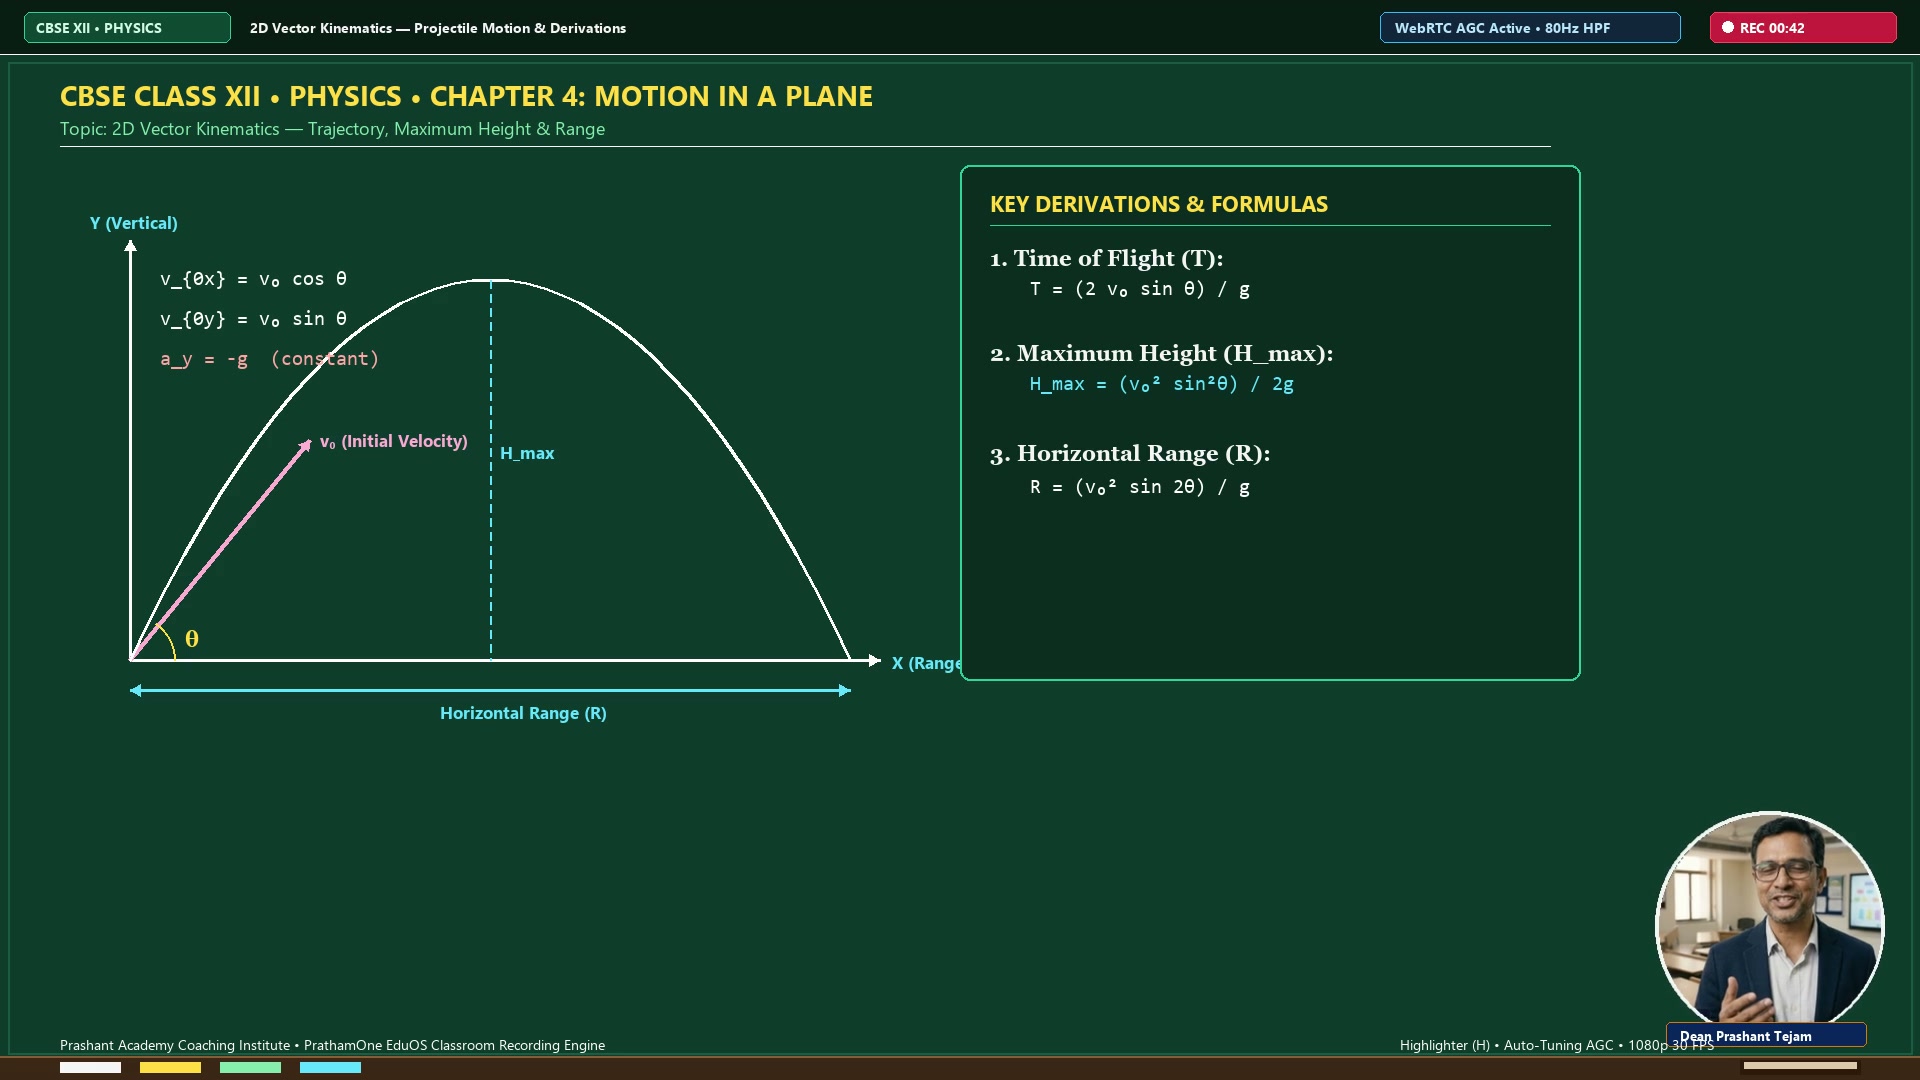 CBSE XII • PHYSICS
2D Vector Kinematics — Projectile Motion & Derivations
WebRTC AGC Active • 80Hz HPF
REC 00:42
CBSE CLASS XII • PHYSICS • CHAPTER 4: MOTION IN A PLANE
Topic: 2D Vector Kinematics — Trajectory, Maximum Height & Range
Y (Vertical)
v_{0x} = v₀ cos θ
v_{0y} = v₀ sin θ
a_y = -g (constant)
v₀ (Initial Velocity)
H_max
θ
X (Range
Horizontal Range (R)
KEY DERIVATIONS & FORMULAS
1. Time of Flight (T):
T = (2 v₀ sin θ) / g
2. Maximum Height (H_max):
H_max = (v₀² sin²θ) / 2g
3. Horizontal Range (R):
R = (v₀² sin 2θ) / g
Dean Prashant Tejam
Prashant Academy Coaching Institute • PrathamOne EduOS Classroom Recording Engine
Highlighter (H) • Auto-Tuning AGC • 1080p 30 FPS